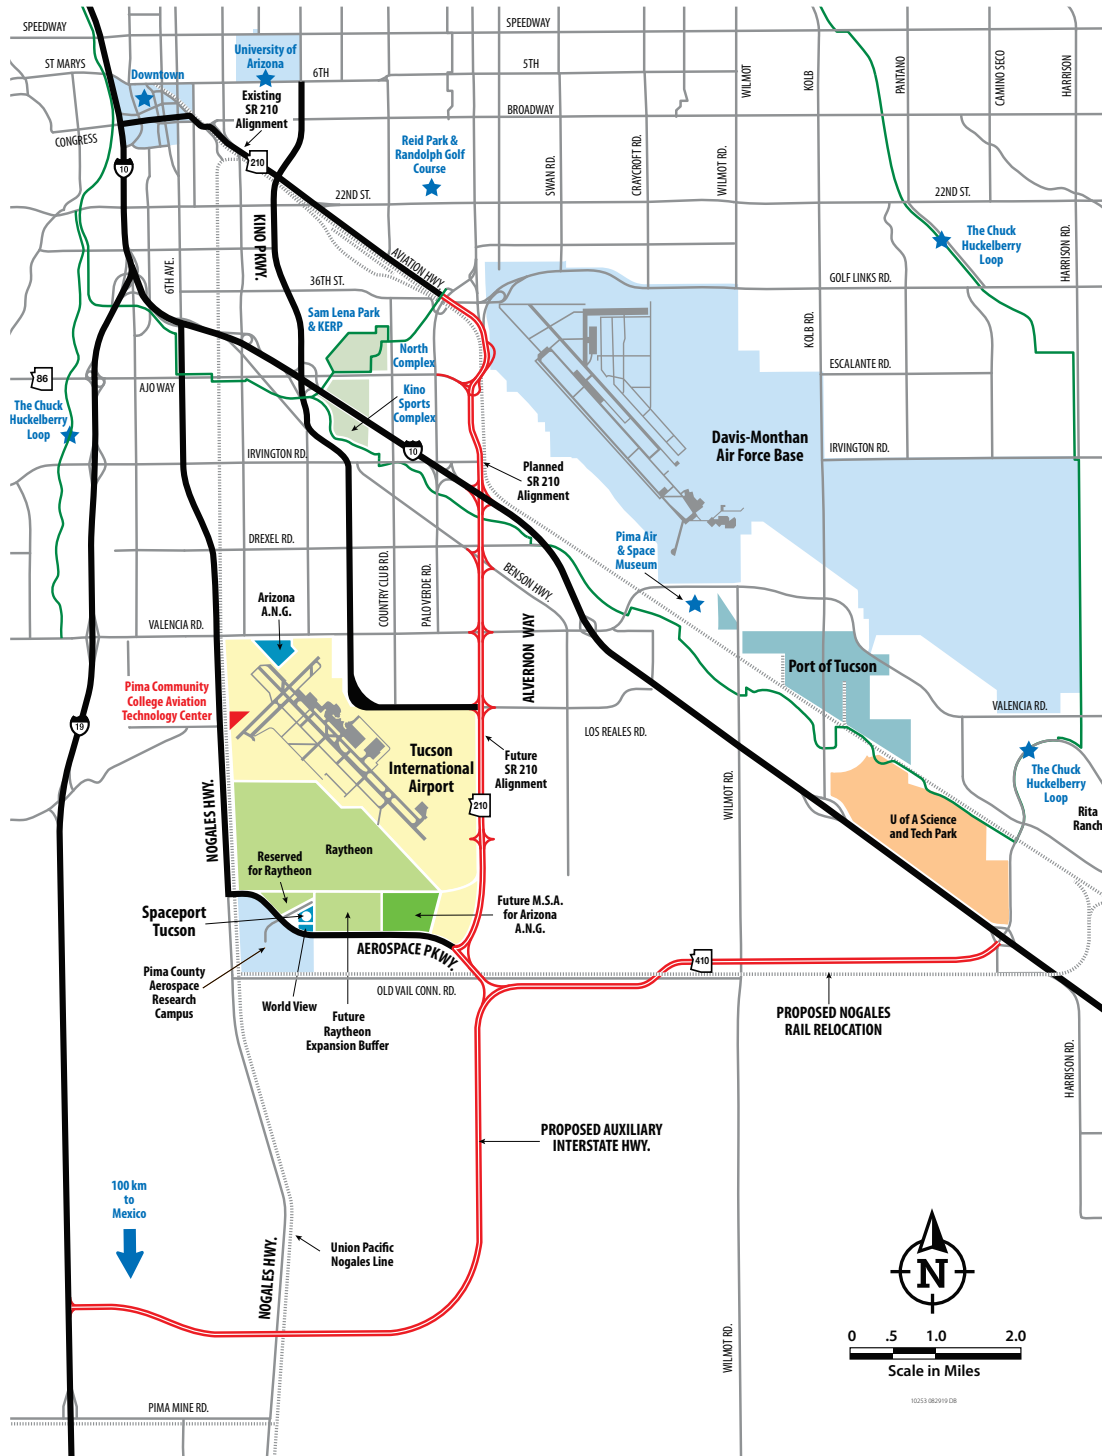 SPEEDWAY
SPEEDWAY
ST MARYS
Downtown
University of
Arizona
6TH
5TH
WILMOT
KOLB
PANTANO
CAMINO SECO
HARRISON
Existing
SR 210
Alignment
BROADWAY
CONGRESS
210
10
Reid Park &
Randolph Golf
Course
SWAN RD.
CRAYCROFT RD.
WILMOT RD.
22ND ST.
22ND ST.
KINO PKWY.
The Chuck
Huckelberry
Loop
HARRISON RD.
6TH AVE.
AVIATION HWY.
36TH ST.
GOLF LINKS RD.
Sam Lena Park
& KERP
KOLB RD.
North
Complex
ESCALANTE RD.
86
AJO WAY
Kino
Sports
Complex
The Chuck
Huckelberry
Loop
Davis-Monthan
Air Force Base
IRVINGTON RD.
10
IRVINGTON RD.
Planned
SR 210
Alignment
DREXEL RD.
Pima Air
& Space
Museum
COUNTRY CLUB RD.
PALOVERDE RD.
BENSON HWY.
Arizona
A.N.G.
VALENCIA RD.
ALVERNON WAY
Port of Tucson
Pima Community
College Aviation
Technology Center
VALENCIA RD.
19
LOS REALES RD.
Tucson
International
Airport
Future
SR 210
Alignment
The Chuck
Huckelberry
Loop
NOGALES HWY.
WILMOT RD.
210
Rita
Ranch
U of A Science
and Tech Park
Raytheon
Reserved
for Raytheon
Spaceport
Tucson
Future M.S.A.
for Arizona
A.N.G.
AEROSPACE PKWY.
410
Pima County
Aerospace
Research
Campus
OLD VAIL CONN. RD.
World View
Future
Raytheon
Expansion Buffer
PROPOSED NOGALES
RAIL RELOCATION
HARRISON RD.
PROPOSED AUXILIARY
INTERSTATE HWY.
100 km
to
Mexico
NOGALES HWY.
Union Pacific
Nogales Line
N
WILMOT RD.
0 .5 1.0 2.0
Scale in Miles
10253 082919 DB
PIMA MINE RD.